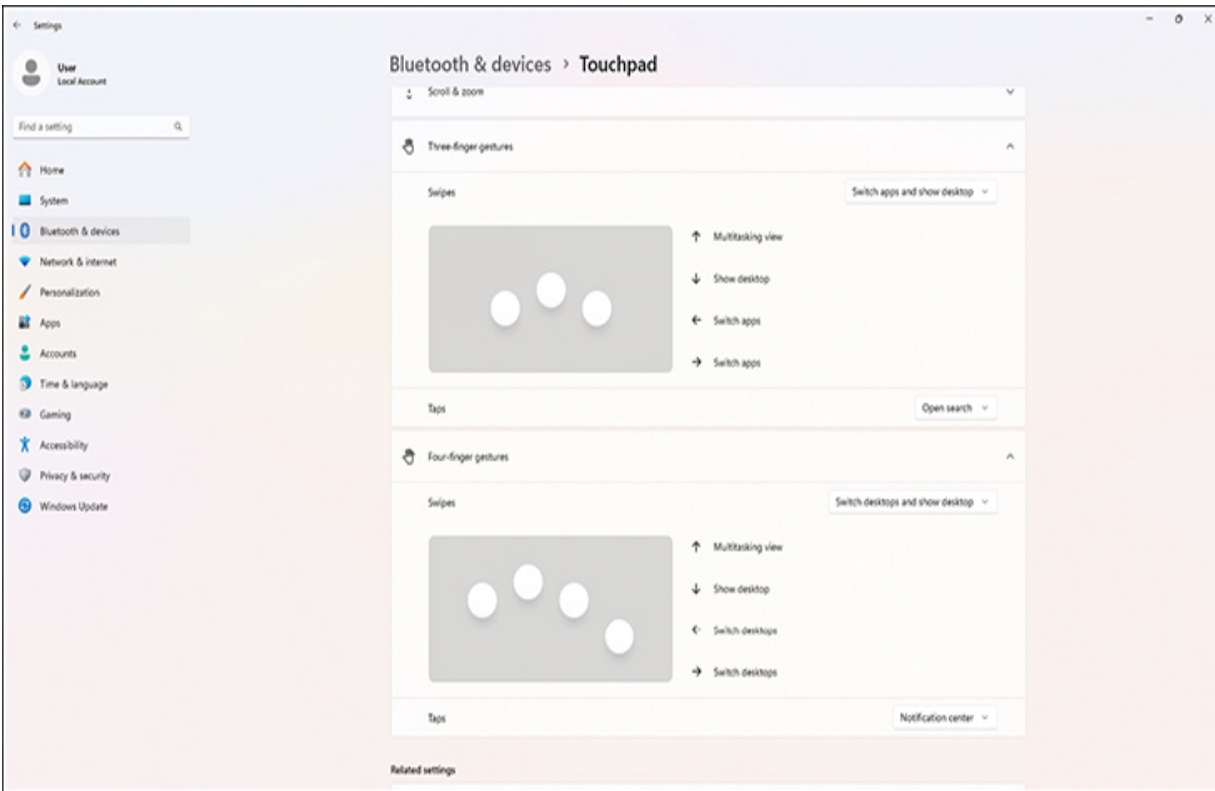 Settings
User
Local Account
Find a setting
Home
System
Bluetooth & devices
Network & internet
Personalization
Apps
Accounts
Time & language
Gaming
Accessibility
Privacy & security
Windows Update
Bluetooth & devices > Touchpad
Scroll & zoom
Three-finger gestures
Swipes
Switch apps and show desktop
Multitasking view
Show desktop
Switch apps
Switch apps
Taps
Open search
Four-finger gestures
Swipes
Switch desktops and show desktop
Multitasking view
Show desktop
Switch desktops
Switch desktops
Taps
Notification center
Related settings